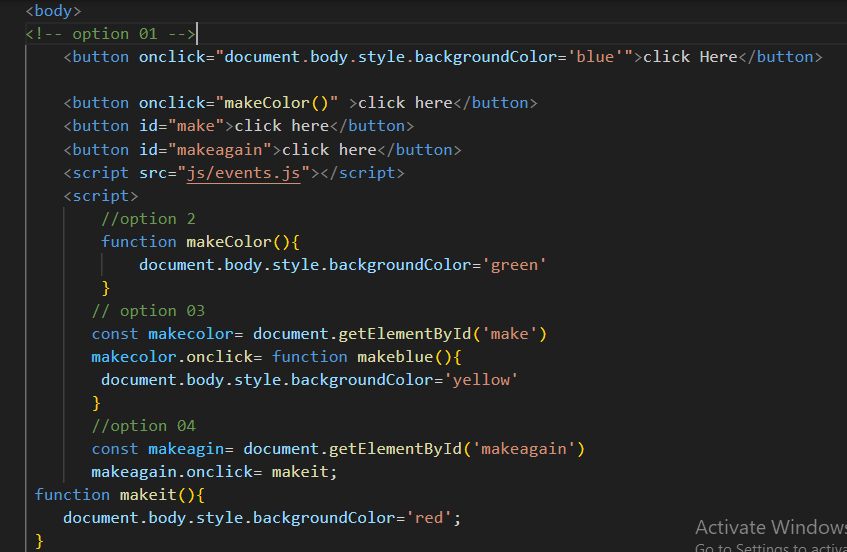 <body>
<!-- option 01 -->
<button onclick="document.body.style.backgroundColor='blue'">click Here</button>
<button onclick="makeColor()" >click here</button>
<button id="make">click here</button>
<button id="makeagain">click here</button>
<script src="js/events.js"></script>
<script>
//option 2
function makeColor(){
document.body.style.backgroundColor='green'
}
// option 03
const makecolor= document.getElementById('make')
makecolor.onclick= function makeblue(){
document.body.style.backgroundColor='yellow'
}
//option 04
const makeagin= document.getElementById('makeagain')
makeagain.onclick= makeit;
function makeit(){
document.body.style.backgroundColor='red';
}
Activate Windows
Go to Settings to activa